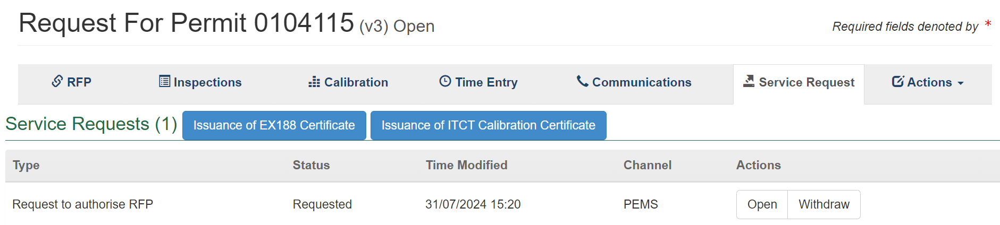 Request For Permit 0104115 (v3) Open
Required fields denoted by *
RFP Inspections Calibration Time Entry Communications Service Request Actions
Service Requests (1) Issuance of EX188 Certificate Issuance of ITCT Calibration Certificate
Type Status Time Modified Channel Actions
Request to authorise RFP Requested 31/07/2024 15:20 PEMS Open Withdraw